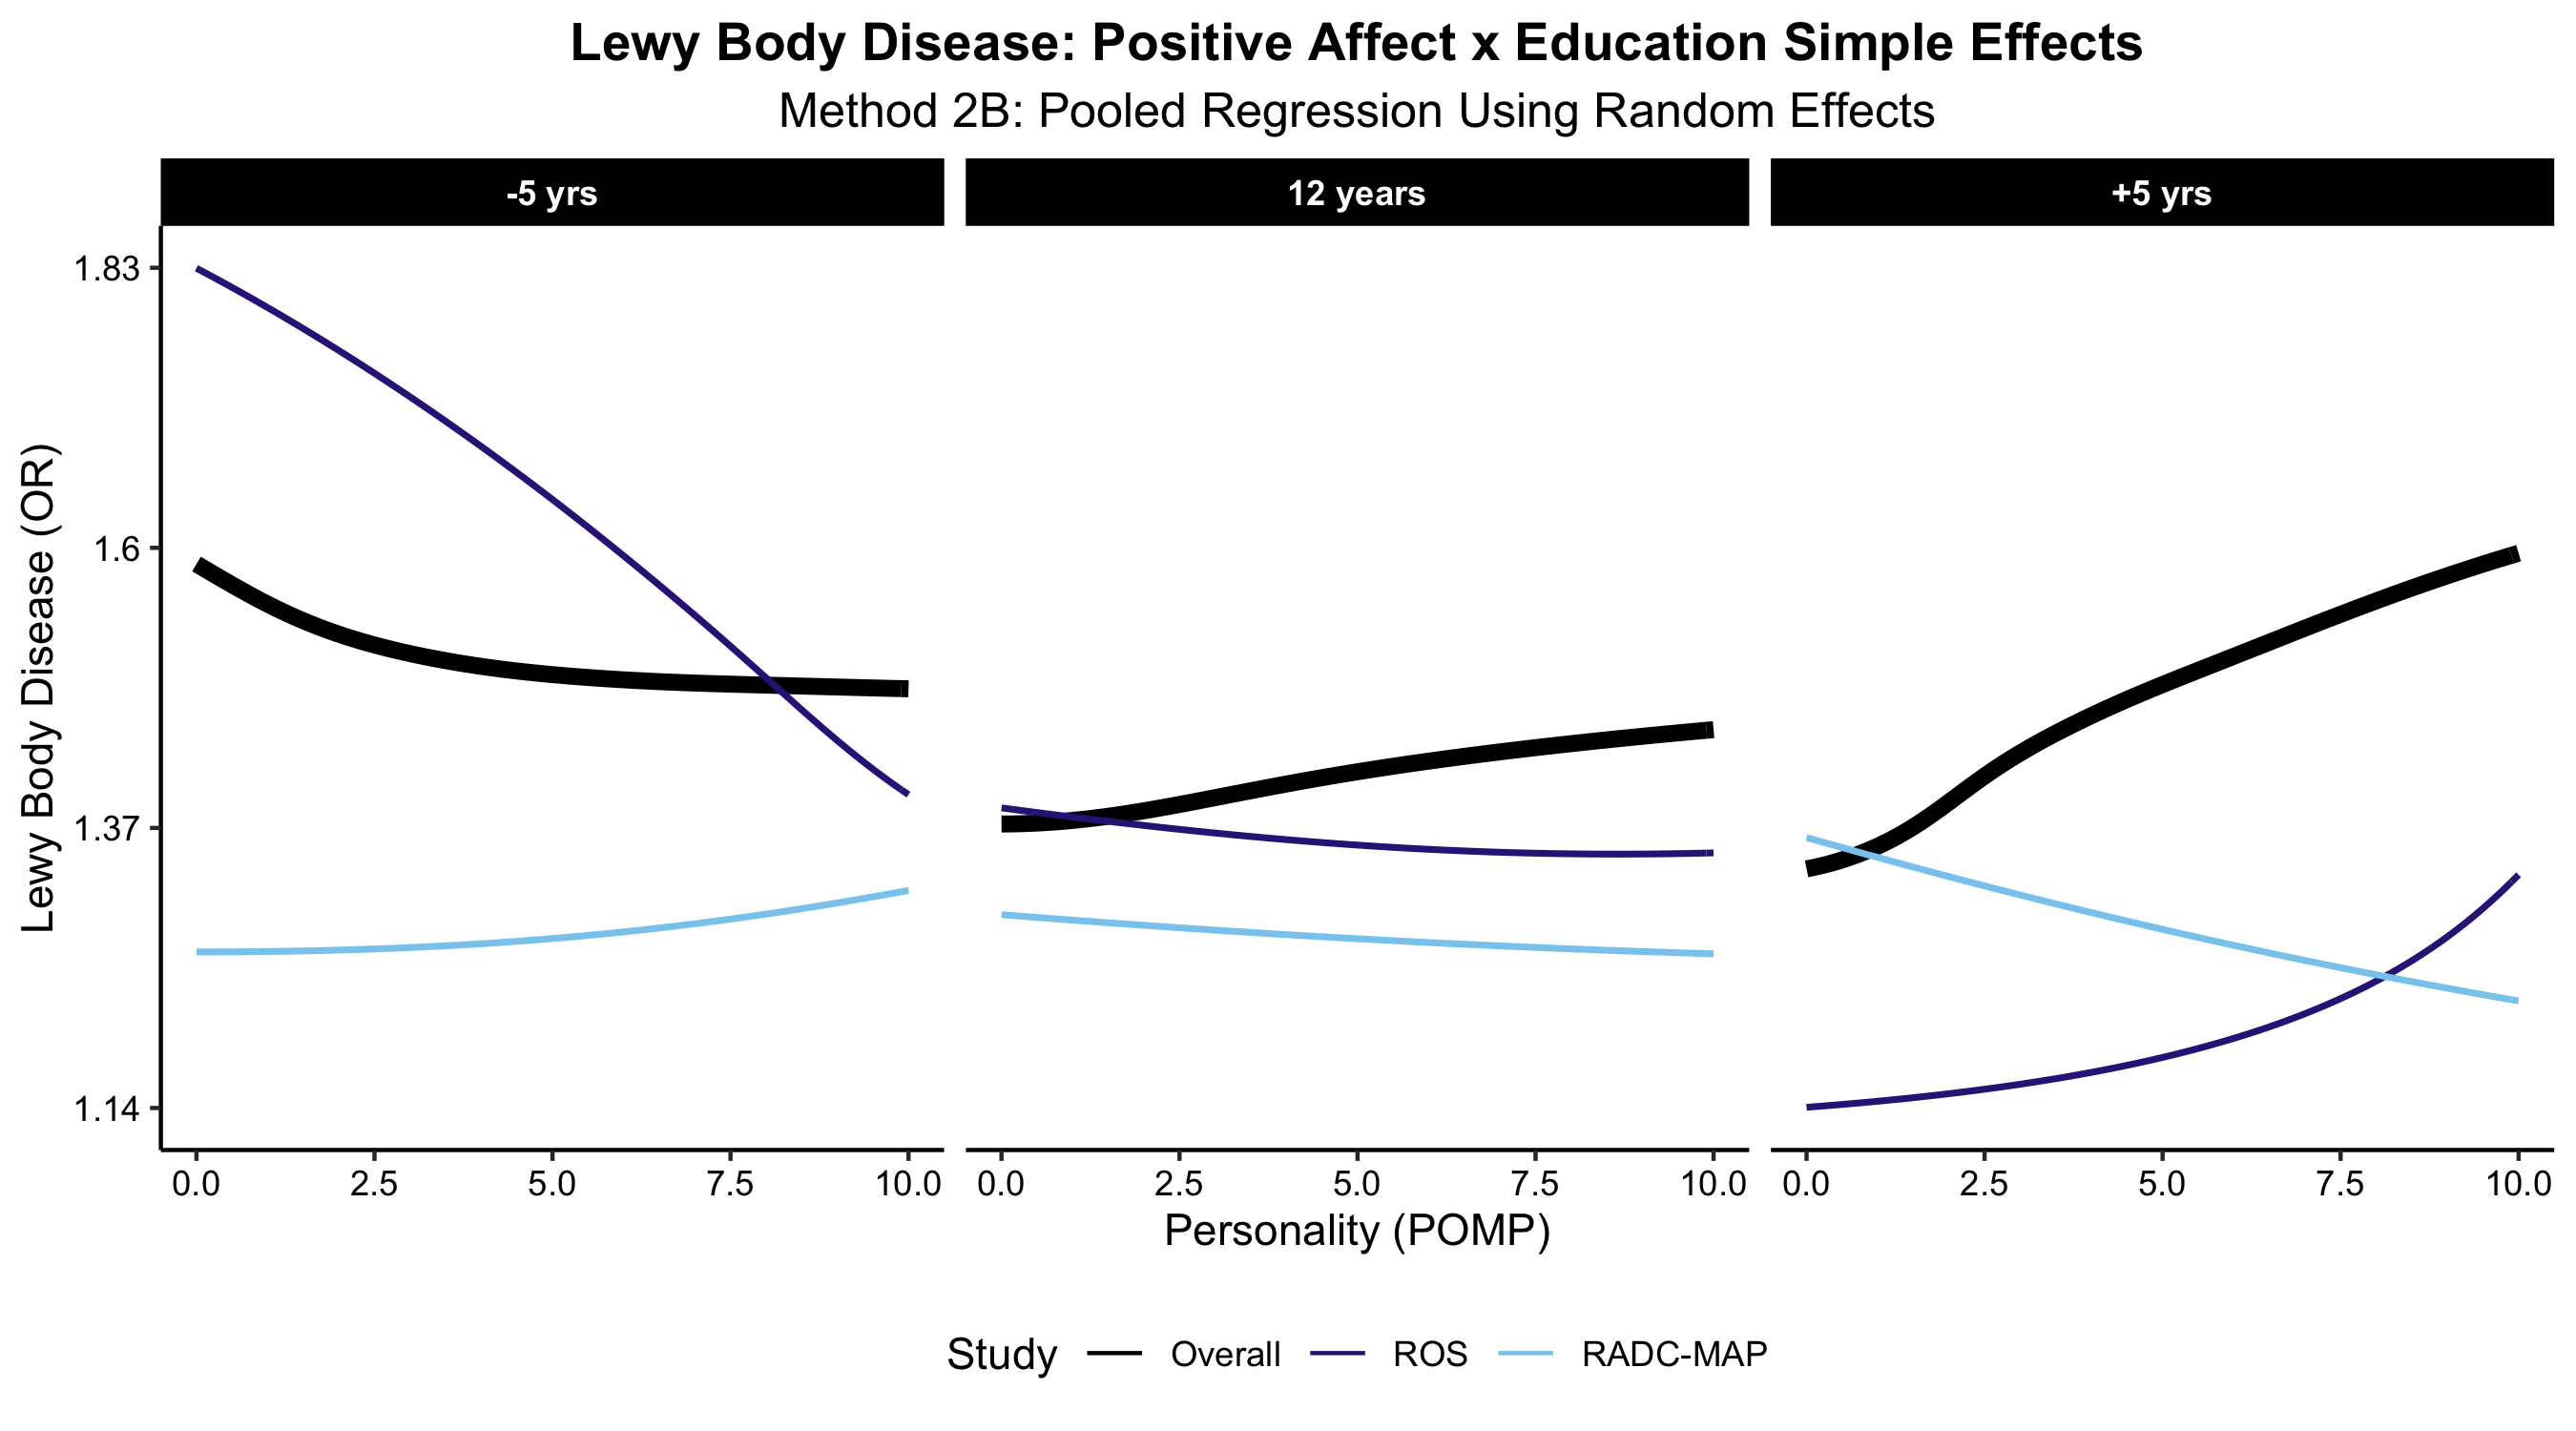 Lewy Body Disease: Positive Affect x Education Simple Effects
Method 2B: Pooled Regression Using Random Effects
-5 yrs 12 years +5 yrs
Lewy Body Disease (OR)
1.83
1.6
1.37
1.14
0.0 2.5 5.0 7.5 10.0 0.0 2.5 5.0 7.5 10.0 0.0 2.5 5.0 7.5 10.0
Personality (POMP)
Study Overall ROS RADC-MAP